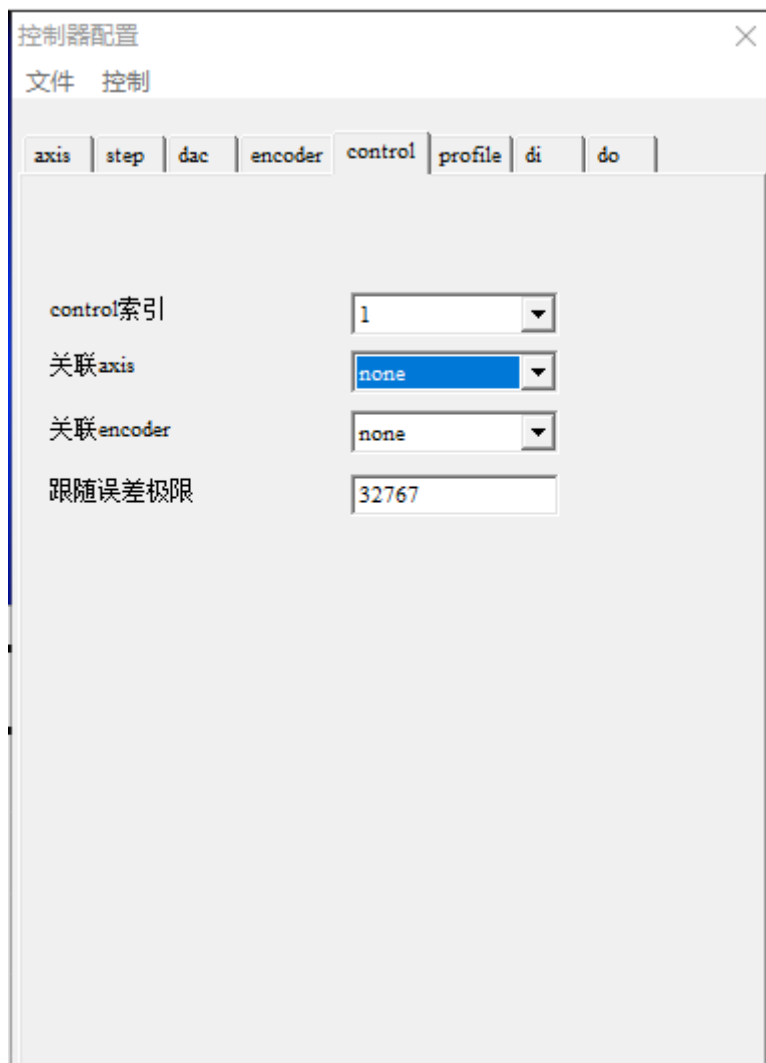 控制器配置
文件 控制
axis step dac encoder control profile di do
control索引 1
关联axis none
关联encoder none
跟随误差极限 32767